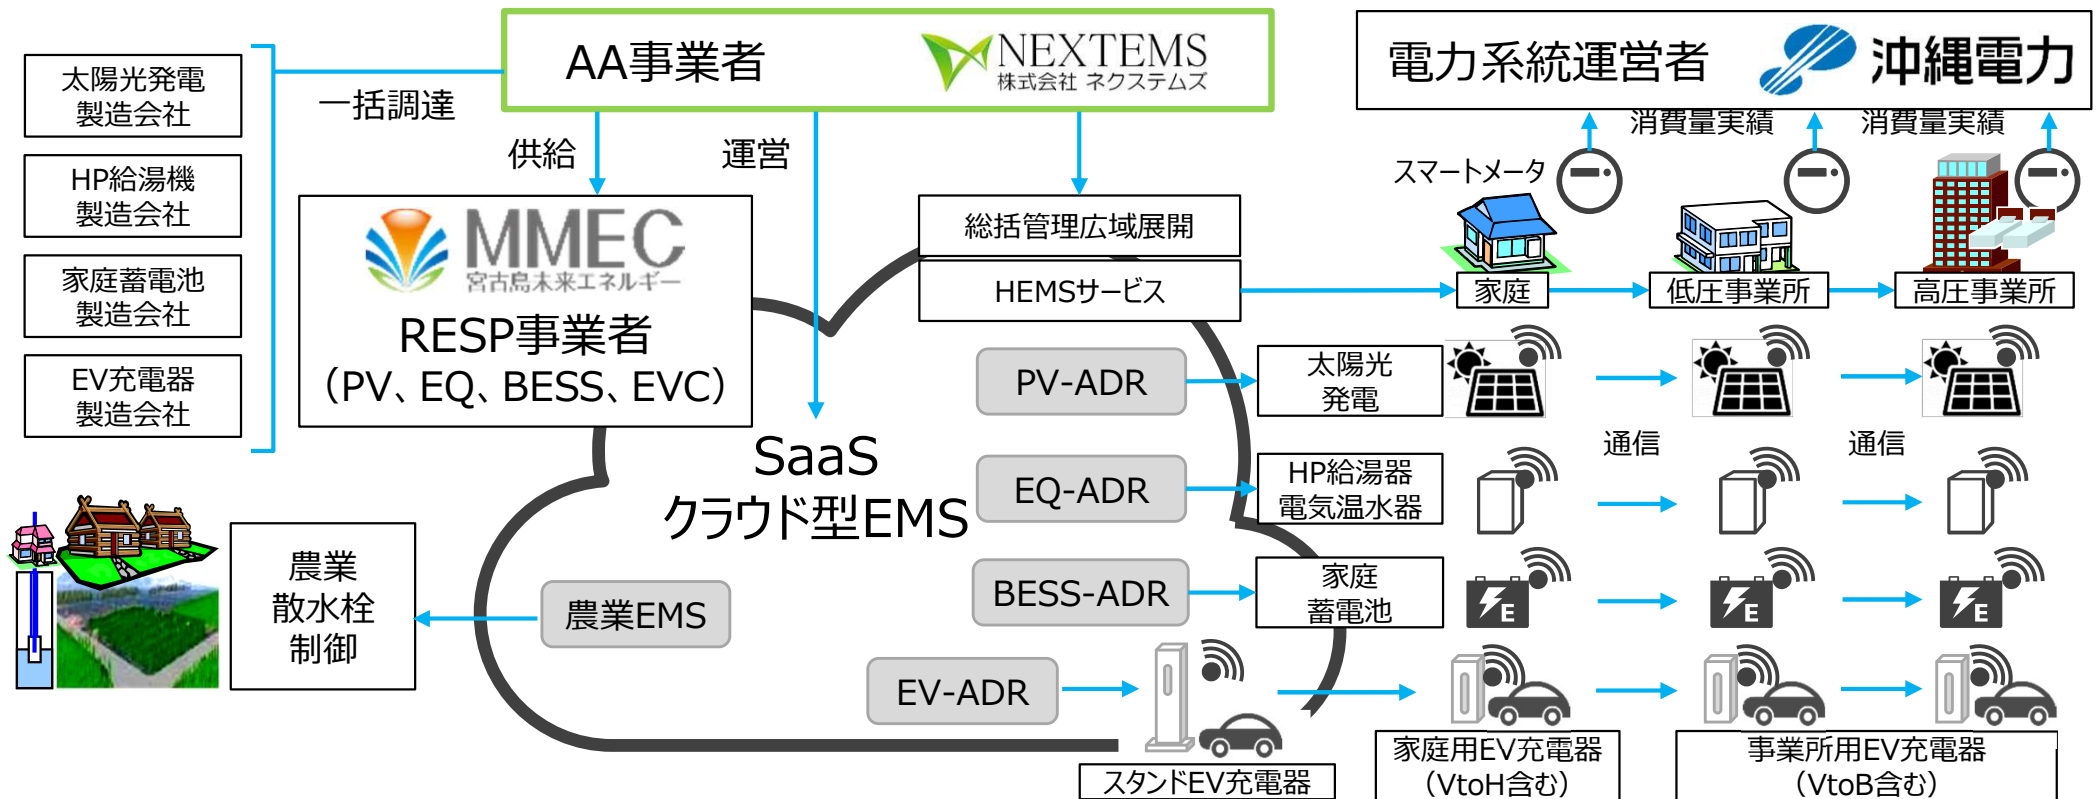 AA事業者
NEXTEMS
株式会社 ネクステムズ
電力系統運営者
沖縄電力
太陽光発電
製造会社
HP給湯機
製造会社
家庭蓄電池
製造会社
EV充電器
製造会社
一括調達
供給
運営
消費量実績
消費量実績
スマートメータ
MMEC
宮古島未来エネルギー
RESP事業者
（PV、EQ、BESS、EVC）
総括管理広域展開
HEMSサービス
家庭
低圧事業所
高圧事業所
SaaS
クラウド型EMS
PV-ADR
太陽光
発電
通信
通信
EQ-ADR
HP給湯器
電気温水器
BESS-ADR
家庭
蓄電池
E
E
E
農業
散水栓
制御
農業EMS
EV-ADR
スタンドEV充電器
家庭用EV充電器
（VtoH含む）
事業所用EV充電器
（VtoB含む）